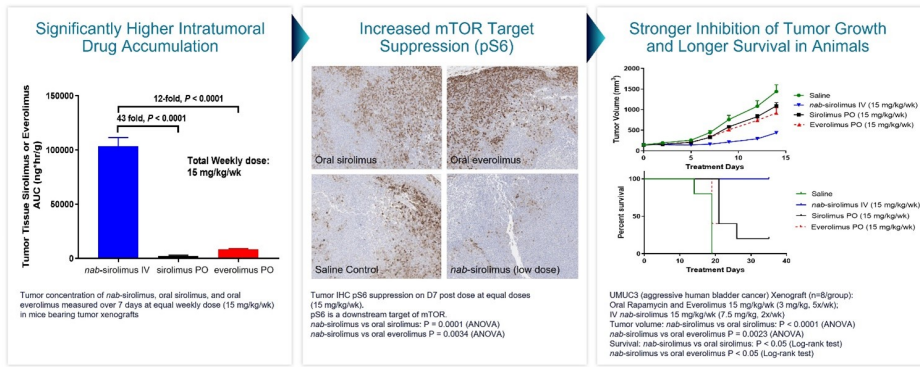 Significantly Higher Intratumoral
Drug Accumulation
12-fold, P < 0.0001
43 fold, P < 0.0001
Total Weekly dose:
15 mg/kg/wk
Tumor Tissue Sirolimus or Everolimus
AUC (ng*hr/g)
150000
100000
50000
0
nab-sirolimus IV
sirolimus PO
everolimus PO
Tumor concentration of nab-sirolimus, oral sirolimus, and oral
everolimus measured over 7 days at equal weekly dose (15 mg/kg/wk)
in mice bearing tumor xenografts
Increased mTOR Target
Suppression (pS6)
Oral sirolimus
Oral everolimus
Saline Control
nab-sirolimus (low dose)
Tumor IHC pS6 suppression on D7 post dose at equal doses
(15 mg/kg/wk).
pS6 is a downstream target of mTOR.
nab-sirolimus vs oral sirolimus: P = 0.0001 (ANOVA)
nab-sirolimus vs oral everolimus P = 0.0034 (ANOVA)
Stronger Inhibition of Tumor Growth
and Longer Survival in Animals
Tumor Volume (mm³)
2000
1500
1000
500
0
0
5
10
15
Treatment Days
Saline
nab-sirolimus IV (15 mg/kg/wk)
Sirolimus PO (15 mg/kg/wk)
Everolimus PO (15 mg/kg/wk)
Percent survival
100
50
0
0
10
20
30
40
Treatment Days
Saline
nab-sirolimus IV (15 mg/kg/wk)
Sirolimus PO (15 mg/kg/wk)
Everolimus PO (15 mg/kg/wk)
UMUC3 (aggressive human bladder cancer) Xenograft (n=8/group):
Oral Rapamycin and Everolimus 15 mg/kg/wk (3 mg/kg, 5x/wk);
IV nab-sirolimus 15 mg/kg/wk (7.5 mg/kg, 2x/wk)
Tumor volume: nab-sirolimus vs oral sirolimus: P < 0.0001 (ANOVA)
nab-sirolimus vs oral everolimus P = 0.0023 (ANOVA)
Survival: nab-sirolimus vs oral sirolimus: P < 0.05 (Log-rank test)
nab-sirolimus vs oral everolimus P < 0.05 (Log-rank test)